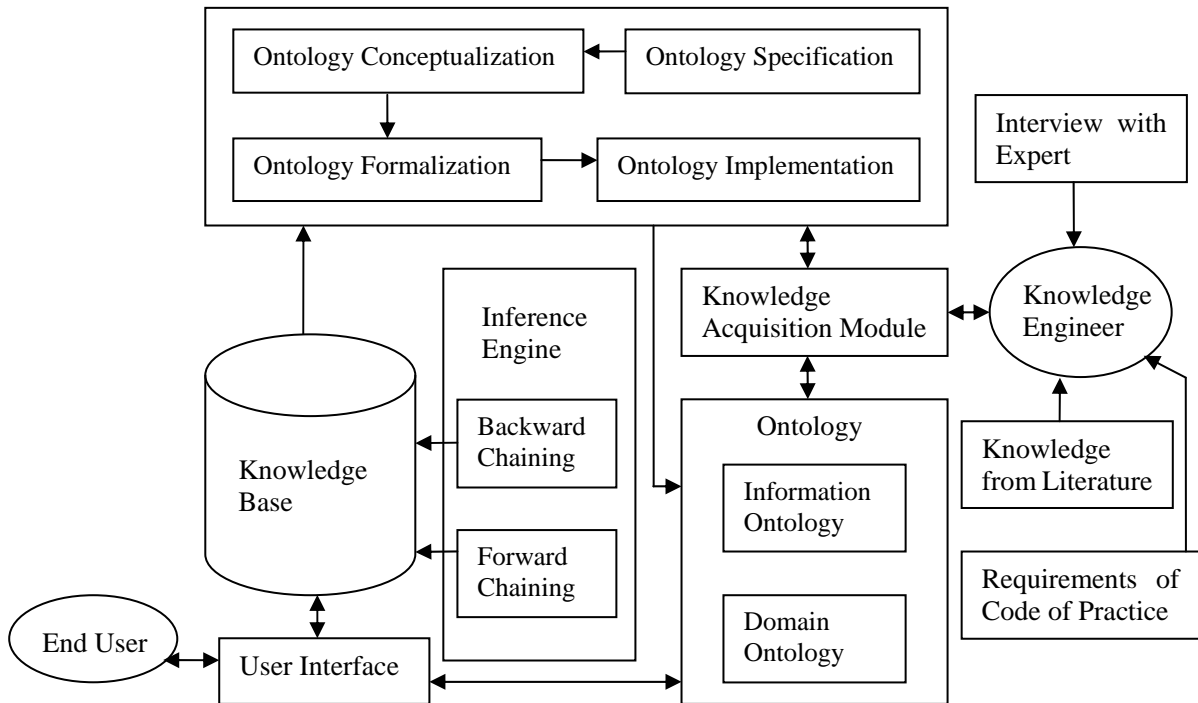 Ontology Conceptualization
Ontology Specification
Ontology Formalization
Ontology Implementation
Interview with
Expert
Inference
Engine
Knowledge
Acquisition Module
Knowledge
Engineer
Backward
Chaining
Forward
Chaining
Knowledge
Base
Ontology
Information
Ontology
Domain
Ontology
Knowledge
from Literature
Requirements of
Code of Practice
End User
User Interface